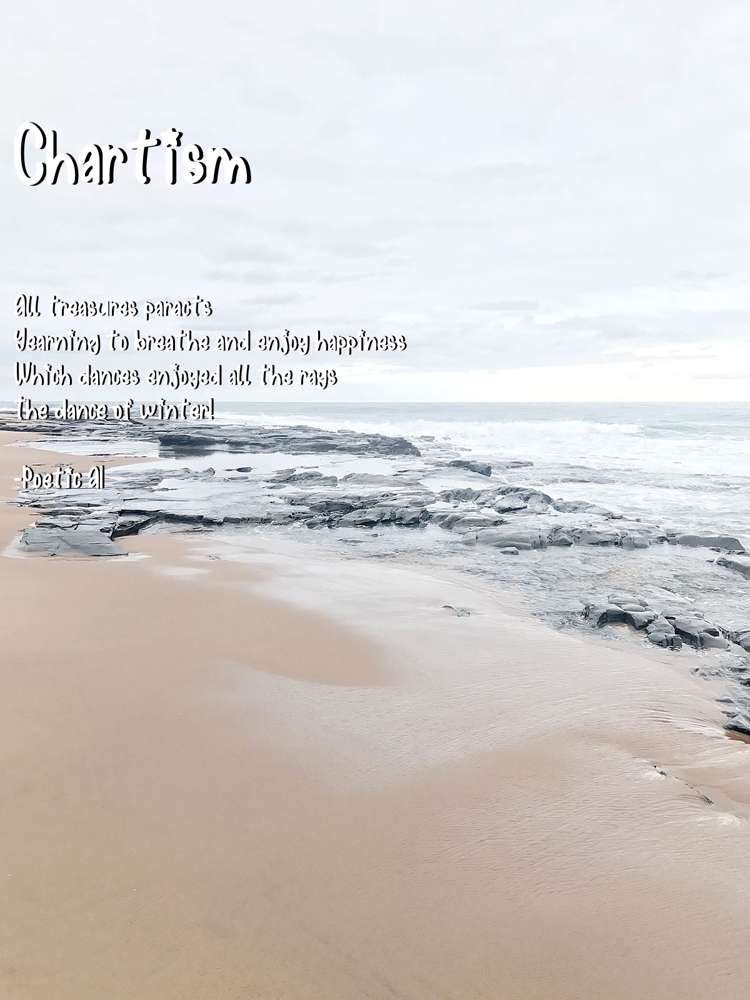 Chartism
All treasures paracts
Yearning to breathe and enjoy happiness
Which dances enjoyed all the rays
the dance of winter!
-Poetic AI